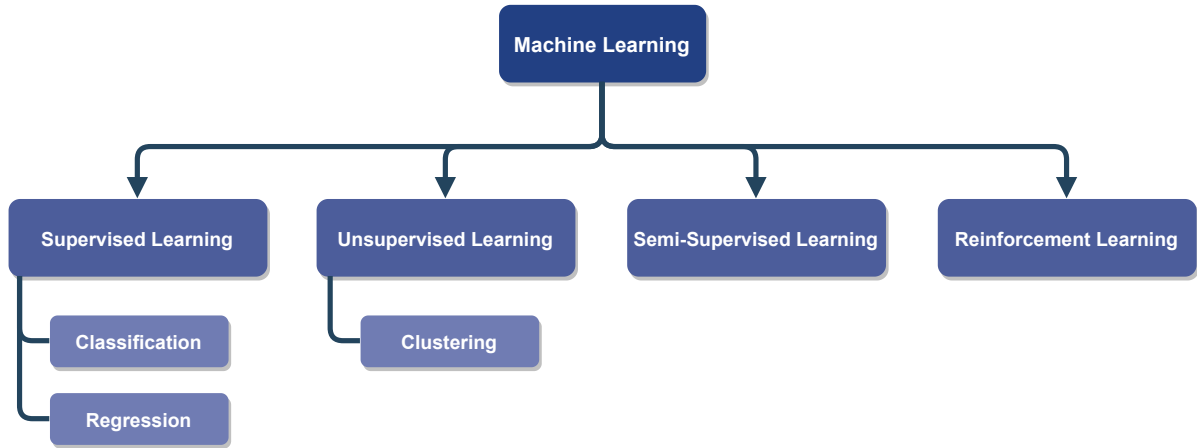 Machine Learning
Supervised Learning
Unsupervised Learning
Semi-Supervised Learning
Reinforcement Learning
Classification
Clustering
Regression